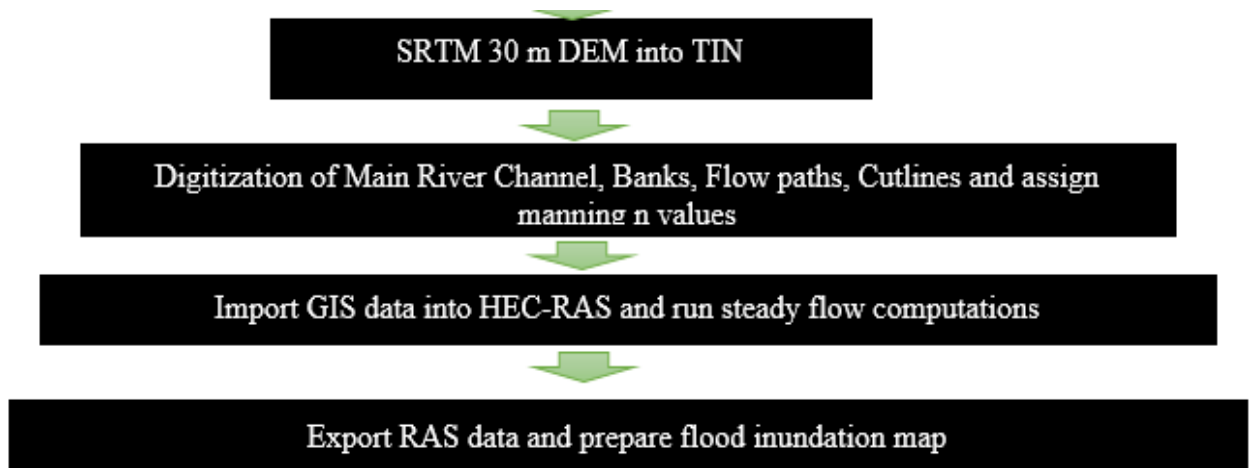 SRTM 30 m DEM into TIN
Digitization of Main River Channel, Banks, Flow paths, Cutlines and assign
manning n values
Import GIS data into HEC-RAS and run steady flow computations
Export RAS data and prepare flood inundation map